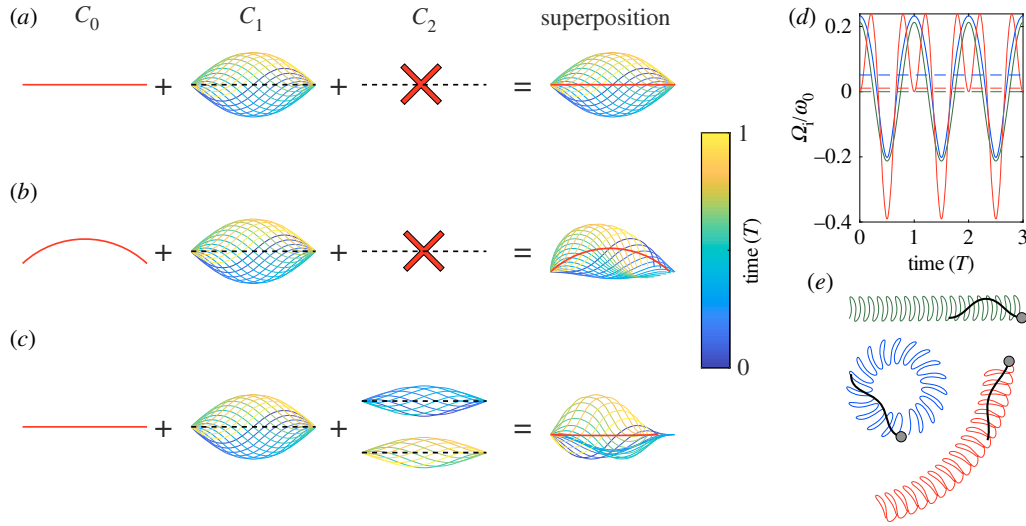 (a) C₀ C₁ C₂ superposition
+ + =
(b)
+ + =
(c)
+ + =
1
time (T)
0
(d)
0.2
0
−0.2
−0.4
Ωᵢ/ω₀
0 1 2 3
time (T)
(e)